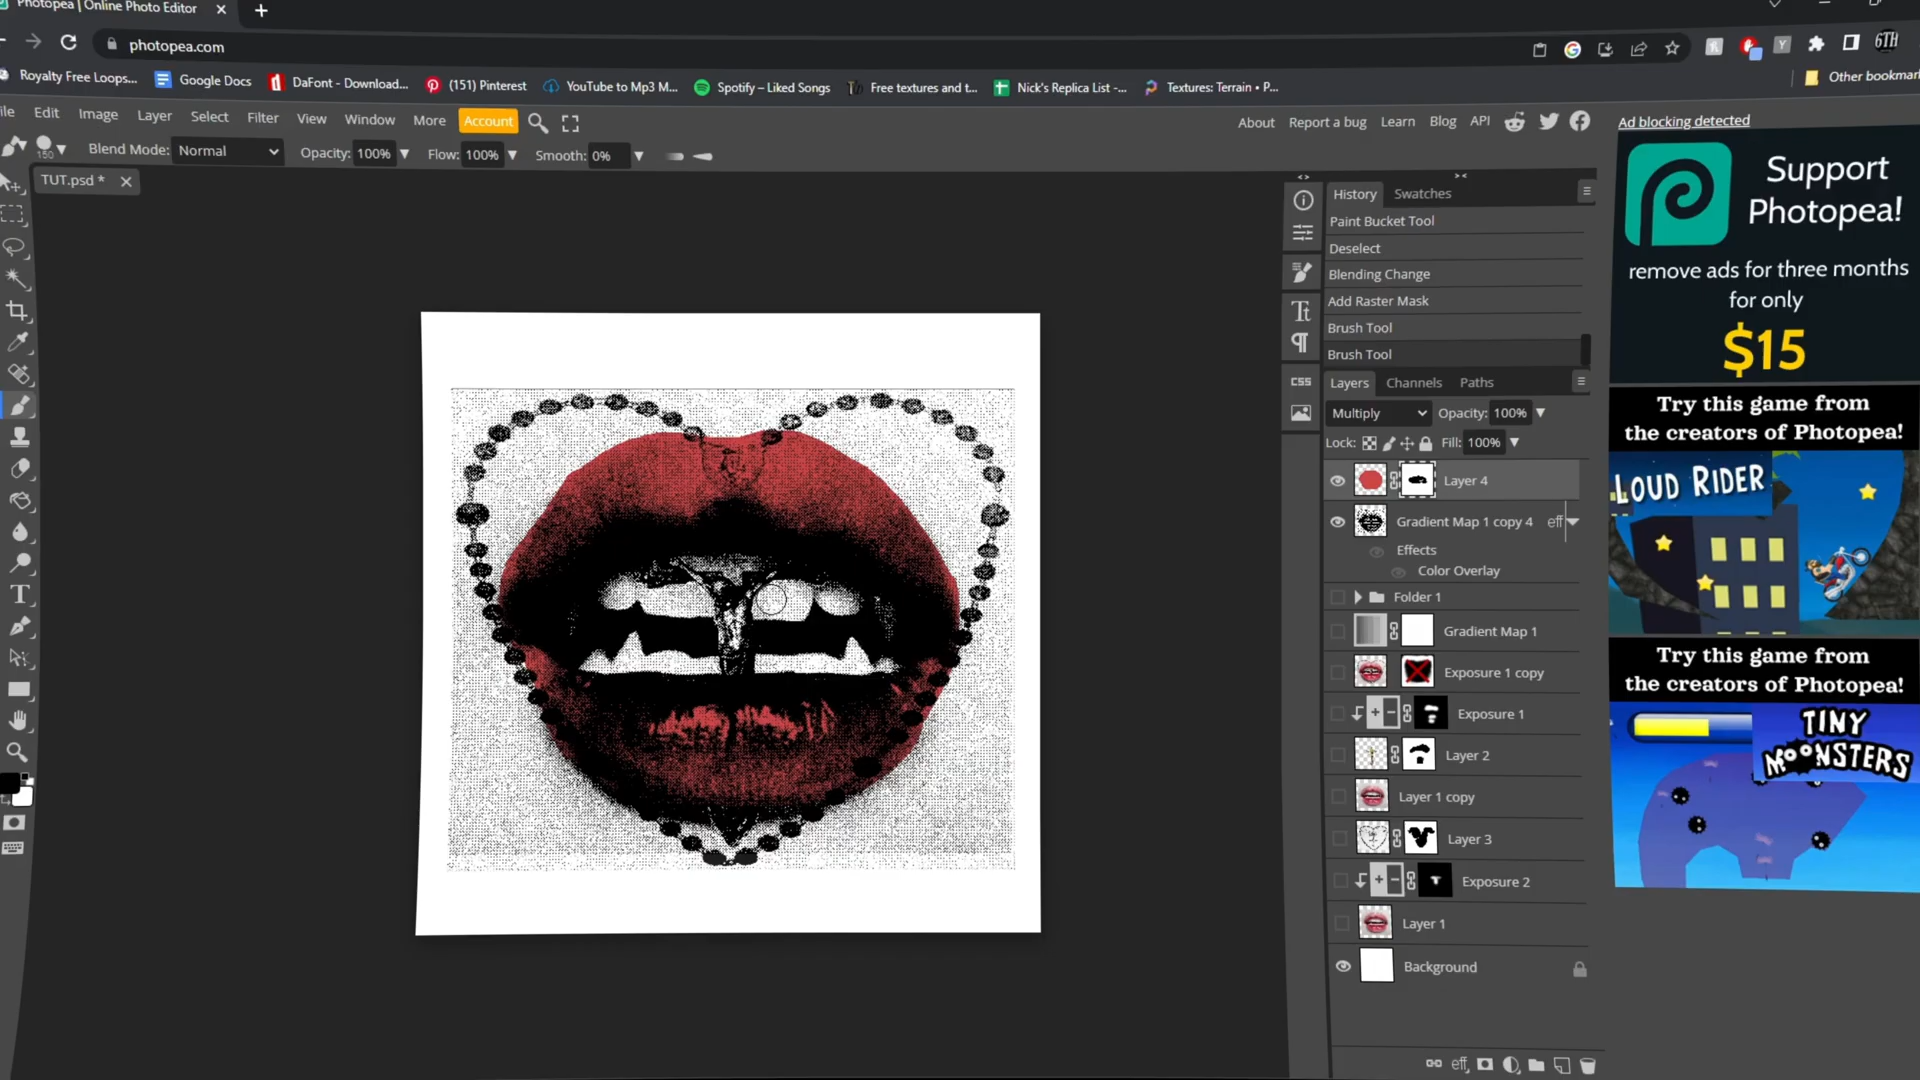 Photopea | Online Photo Editor
photopea.com
Royalty Free Loops...
Google Docs
DaFont - Download...
(151) Pinterest
YouTube to Mp3 M...
Spotify – Liked Songs
Free textures and t...
Nick's Replica List -...
Textures: Terrain • P...
Other bookmar
ile Edit Image Layer Select Filter View Window More Account
About Report a bug Learn Blog API
150 Blend Mode: Normal Opacity: 100% Flow: 100% Smooth: 0%
TUT.psd *
History Swatches
Paint Bucket Tool
Deselect
Blending Change
Add Raster Mask
Brush Tool
Brush Tool
CSS
Layers Channels Paths
Multiply Opacity: 100%
Lock: Fill: 100%
Layer 4
Gradient Map 1 copy 4 eff
Effects
Color Overlay
Folder 1
Gradient Map 1
Exposure 1 copy
Exposure 1
Layer 2
Layer 1 copy
Layer 3
Exposure 2
Layer 1
Background
eff
Ad blocking detected
Support
Photopea!
remove ads for three months
for only
$15
Try this game from
the creators of Photopea!
LOUD RIDER
Try this game from
the creators of Photopea!
TINY
MOONSTERS
6TH